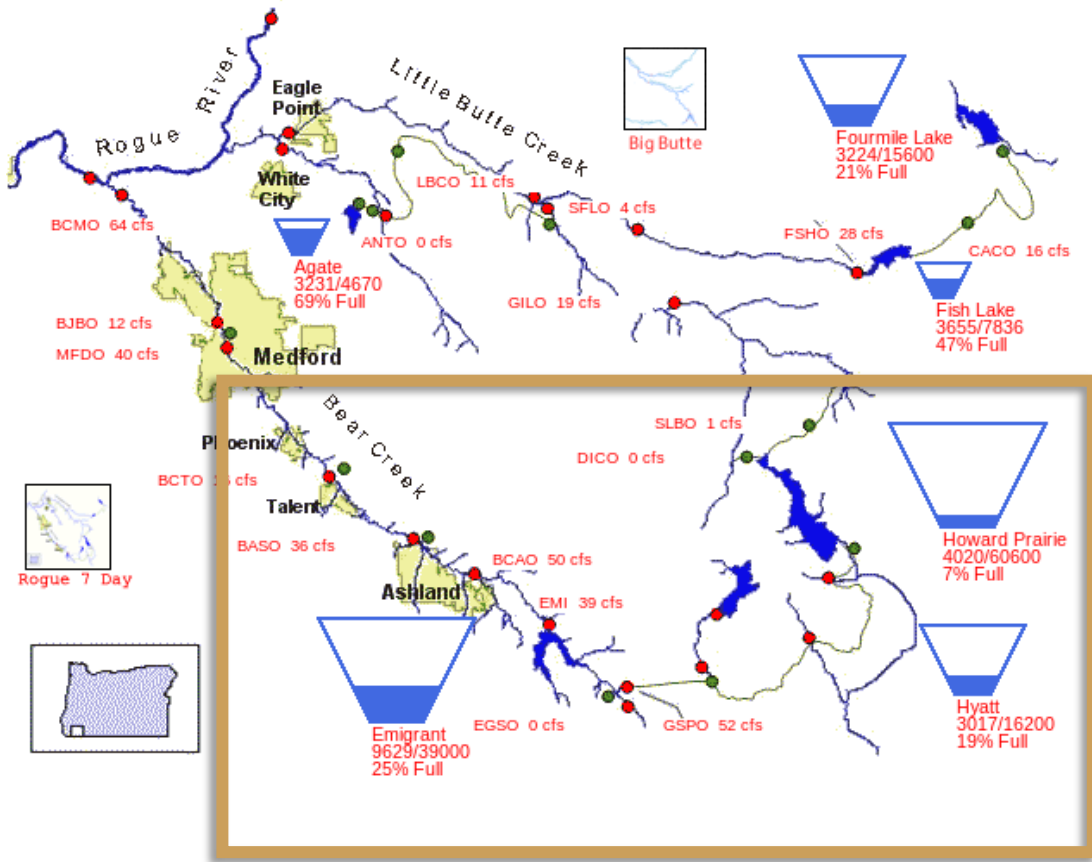 Rogue River
Eagle
Point
Little Butte Creek
Big Butte
Fourmile Lake
3224/15600
21% Full
White
City
LBCO 11 cfs
SFLO 4 cfs
BCMO 64 cfs
ANTO 0 cfs
FSHO 28 cfs
CACO 16 cfs
Agate
3231/4670
69% Full
GILO 19 cfs
Fish Lake
3655/7836
47% Full
BJBO 12 cfs
MFDO 40 cfs
Medford
Bear Creek
SLBO 1 cfs
Phoenix
DICO 0 cfs
BCTO cfs
Talent
Howard Prairie
4020/60600
7% Full
BASO 36 cfs
BCAO 50 cfs
Rogue 7 Day
Ashland
EMI 39 cfs
EGSO 0 cfs
GSPO 52 cfs
Hyatt
3017/16200
19% Full
Emigrant
9629/39000
25% Full